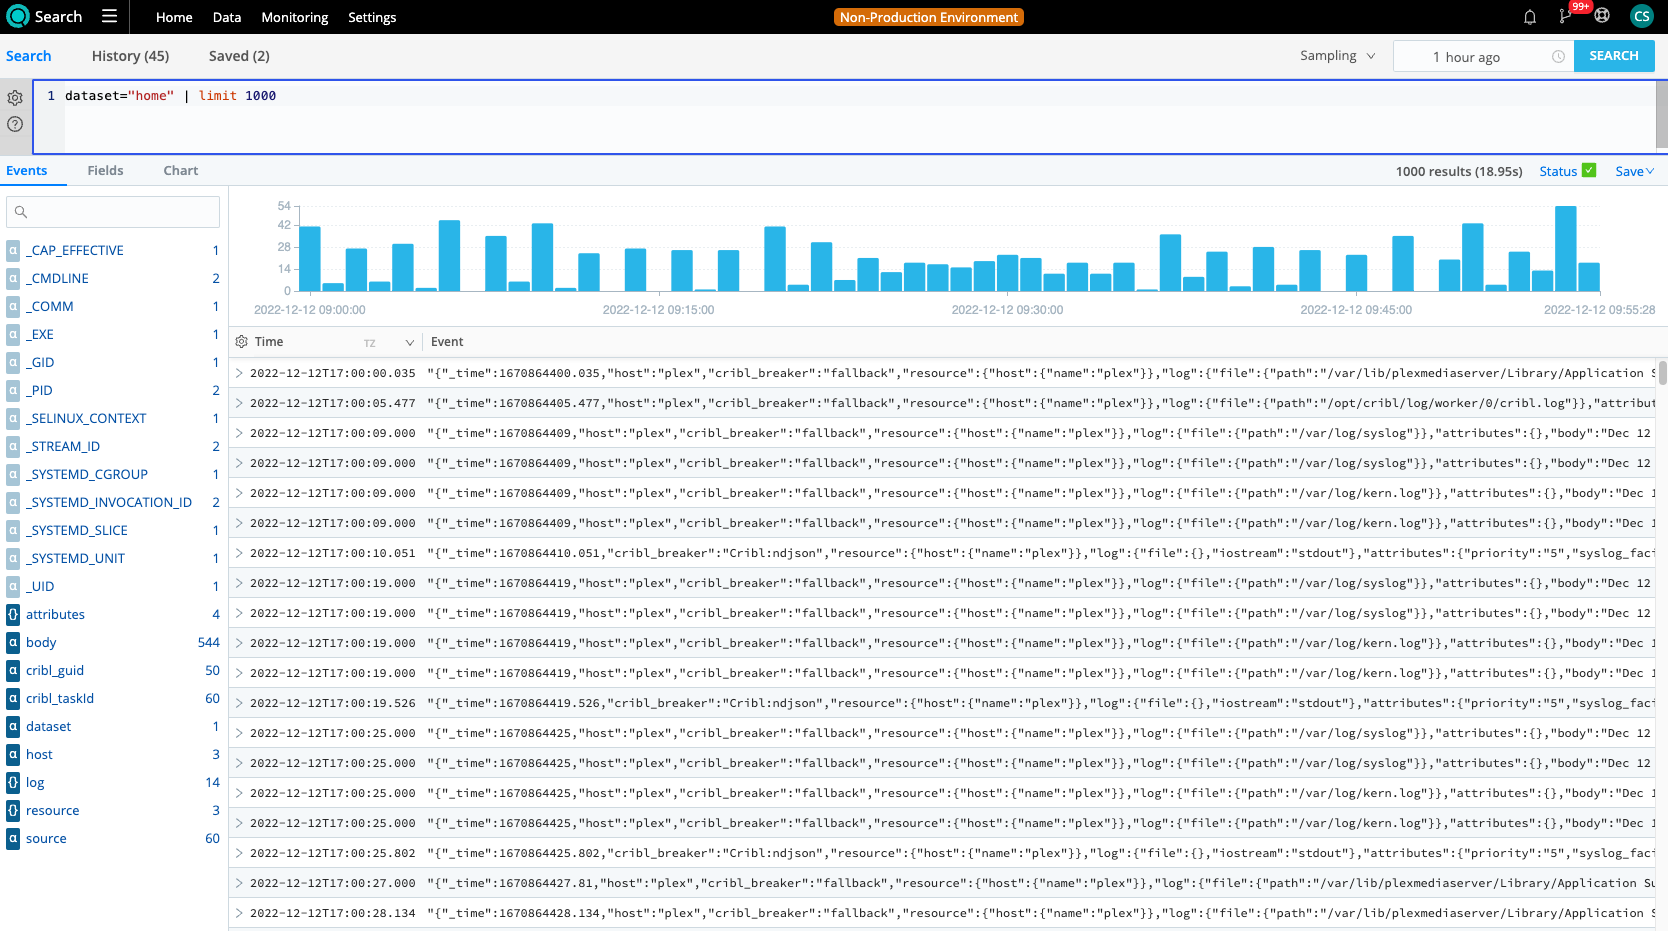 Search Home Data Monitoring Settings Non-Production Environment 99+ CS
Search History (45) Saved (2) Sampling 1 hour ago SEARCH
1 dataset="home" | limit 1000
Events Fields Chart 1000 results (18.95s) Status Save
54
42
28
14
0
2022-12-12 09:00:00 2022-12-12 09:15:00 2022-12-12 09:30:00 2022-12-12 09:45:00 2022-12-12 09:55:28
a _CAP_EFFECTIVE 1
a _CMDLINE 2
a _COMM 1
a _EXE 1
a _GID 1
a _PID 2
a _SELINUX_CONTEXT 1
a _STREAM_ID 2
a _SYSTEMD_CGROUP 1
a _SYSTEMD_INVOCATION_ID 2
a _SYSTEMD_SLICE 1
a _SYSTEMD_UNIT 1
a _UID 1
{} attributes 4
a body 544
a cribl_guid 50
a cribl_taskId 60
a dataset 1
a host 3
{} log 14
{} resource 3
a source 60
Time TZ Event
2022-12-12T17:00:00.035 "{"_time":1670864400.035,"host":"plex","cribl_breaker":"fallback","resource":{"host":{"name":"plex"}},"log":{"file":{"path":"/var/lib/plexmediaserver/Library/Application S
2022-12-12T17:00:05.477 "{"_time":1670864405.477,"host":"plex","cribl_breaker":"fallback","resource":{"host":{"name":"plex"}},"log":{"file":{"path":"/opt/cribl/log/worker/0/cribl.log"}},"attribut
2022-12-12T17:00:09.000 "{"_time":1670864409,"host":"plex","cribl_breaker":"fallback","resource":{"host":{"name":"plex"}},"log":{"file":{"path":"/var/log/syslog"}},"attributes":{},"body":"Dec 12
2022-12-12T17:00:09.000 "{"_time":1670864409,"host":"plex","cribl_breaker":"fallback","resource":{"host":{"name":"plex"}},"log":{"file":{"path":"/var/log/syslog"}},"attributes":{},"body":"Dec 12
2022-12-12T17:00:09.000 "{"_time":1670864409,"host":"plex","cribl_breaker":"fallback","resource":{"host":{"name":"plex"}},"log":{"file":{"path":"/var/log/kern.log"}},"attributes":{},"body":"Dec 1
2022-12-12T17:00:09.000 "{"_time":1670864409,"host":"plex","cribl_breaker":"fallback","resource":{"host":{"name":"plex"}},"log":{"file":{"path":"/var/log/kern.log"}},"attributes":{},"body":"Dec 1
2022-12-12T17:00:10.051 "{"_time":1670864410.051,"cribl_breaker":"Cribl:ndjson","resource":{"host":{"name":"plex"}},"log":{"file":{},"iostream":"stdout"},"attributes":{"priority":"5","syslog_faci
2022-12-12T17:00:19.000 "{"_time":1670864419,"host":"plex","cribl_breaker":"fallback","resource":{"host":{"name":"plex"}},"log":{"file":{"path":"/var/log/syslog"}},"attributes":{},"body":"Dec 12
2022-12-12T17:00:19.000 "{"_time":1670864419,"host":"plex","cribl_breaker":"fallback","resource":{"host":{"name":"plex"}},"log":{"file":{"path":"/var/log/syslog"}},"attributes":{},"body":"Dec 12
2022-12-12T17:00:19.000 "{"_time":1670864419,"host":"plex","cribl_breaker":"fallback","resource":{"host":{"name":"plex"}},"log":{"file":{"path":"/var/log/kern.log"}},"attributes":{},"body":"Dec 1
2022-12-12T17:00:19.000 "{"_time":1670864419,"host":"plex","cribl_breaker":"fallback","resource":{"host":{"name":"plex"}},"log":{"file":{"path":"/var/log/kern.log"}},"attributes":{},"body":"Dec 1
2022-12-12T17:00:19.526 "{"_time":1670864419.526,"cribl_breaker":"Cribl:ndjson","resource":{"host":{"name":"plex"}},"log":{"file":{},"iostream":"stdout"},"attributes":{"priority":"5","syslog_faci
2022-12-12T17:00:25.000 "{"_time":1670864425,"host":"plex","cribl_breaker":"fallback","resource":{"host":{"name":"plex"}},"log":{"file":{"path":"/var/log/syslog"}},"attributes":{},"body":"Dec 12
2022-12-12T17:00:25.000 "{"_time":1670864425,"host":"plex","cribl_breaker":"fallback","resource":{"host":{"name":"plex"}},"log":{"file":{"path":"/var/log/syslog"}},"attributes":{},"body":"Dec 12
2022-12-12T17:00:25.000 "{"_time":1670864425,"host":"plex","cribl_breaker":"fallback","resource":{"host":{"name":"plex"}},"log":{"file":{"path":"/var/log/kern.log"}},"attributes":{},"body":"Dec 1
2022-12-12T17:00:25.000 "{"_time":1670864425,"host":"plex","cribl_breaker":"fallback","resource":{"host":{"name":"plex"}},"log":{"file":{"path":"/var/log/kern.log"}},"attributes":{},"body":"Dec 1
2022-12-12T17:00:25.802 "{"_time":1670864425.802,"cribl_breaker":"Cribl:ndjson","resource":{"host":{"name":"plex"}},"log":{"file":{},"iostream":"stdout"},"attributes":{"priority":"5","syslog_faci
2022-12-12T17:00:27.000 "{"_time":1670864427.81,"host":"plex","cribl_breaker":"fallback","resource":{"host":{"name":"plex"}},"log":{"file":{"path":"/var/lib/plexmediaserver/Library/Application Su
2022-12-12T17:00:28.134 "{"_time":1670864428.134,"host":"plex","cribl_breaker":"fallback","resource":{"host":{"name":"plex"}},"log":{"file":{"path":"/var/lib/plexmediaserver/Library/Application S